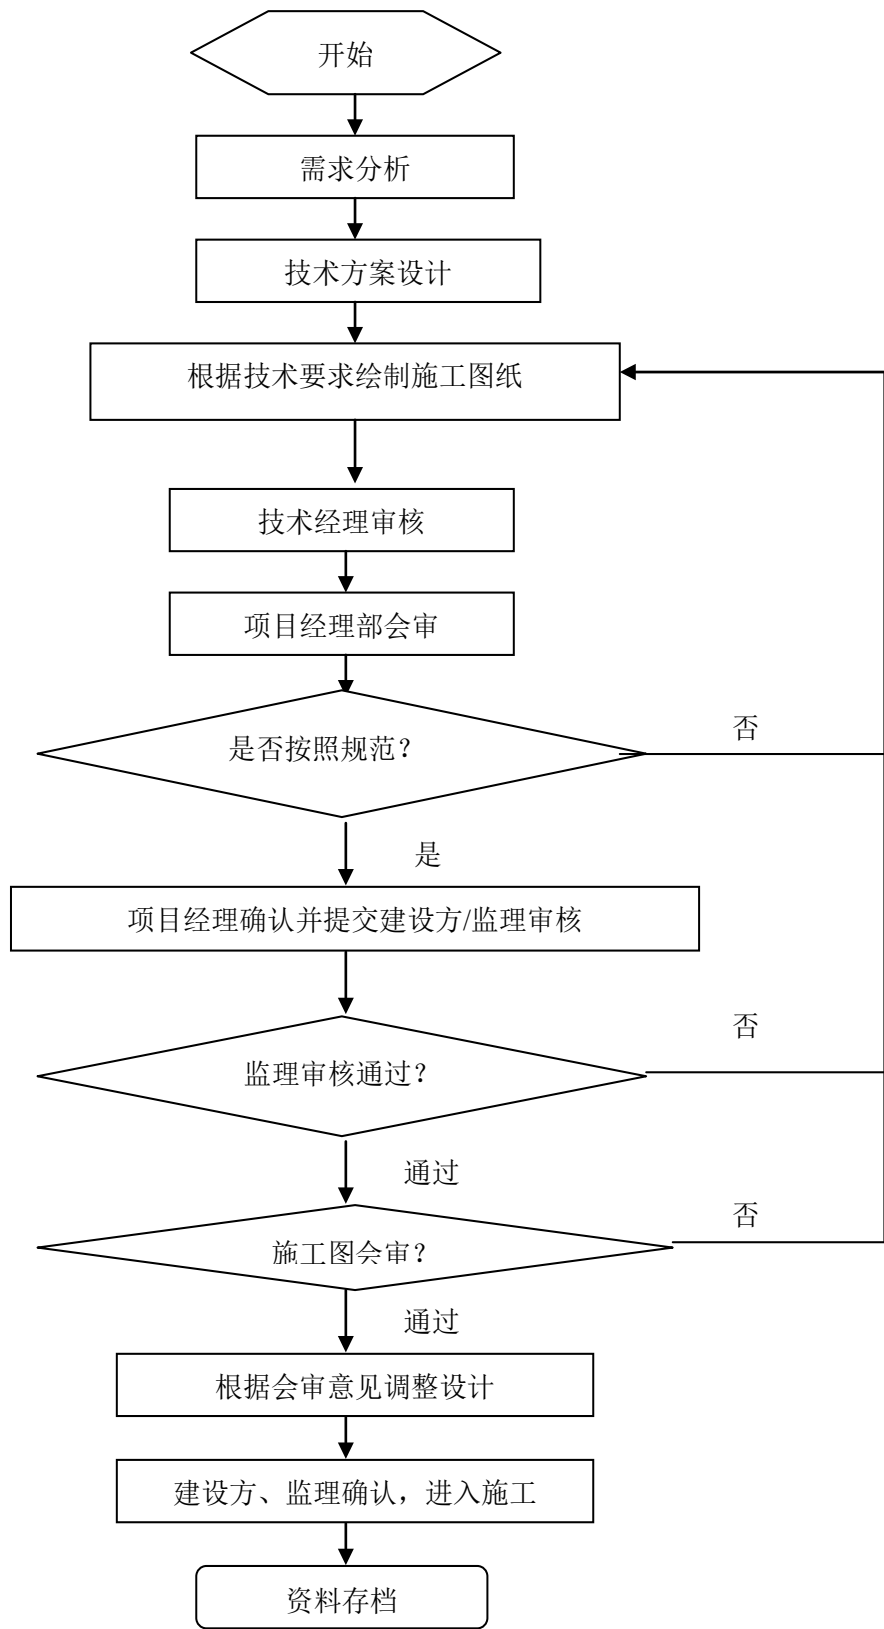 开始
需求分析
技术方案设计
根据技术要求绘制施工图纸
技术经理审核
项目经理部会审
是否按照规范？
否
是
项目经理确认并提交建设方/监理审核
否
监理审核通过？
通过
否
施工图会审？
通过
根据会审意见调整设计
建设方、监理确认，进入施工
资料存档